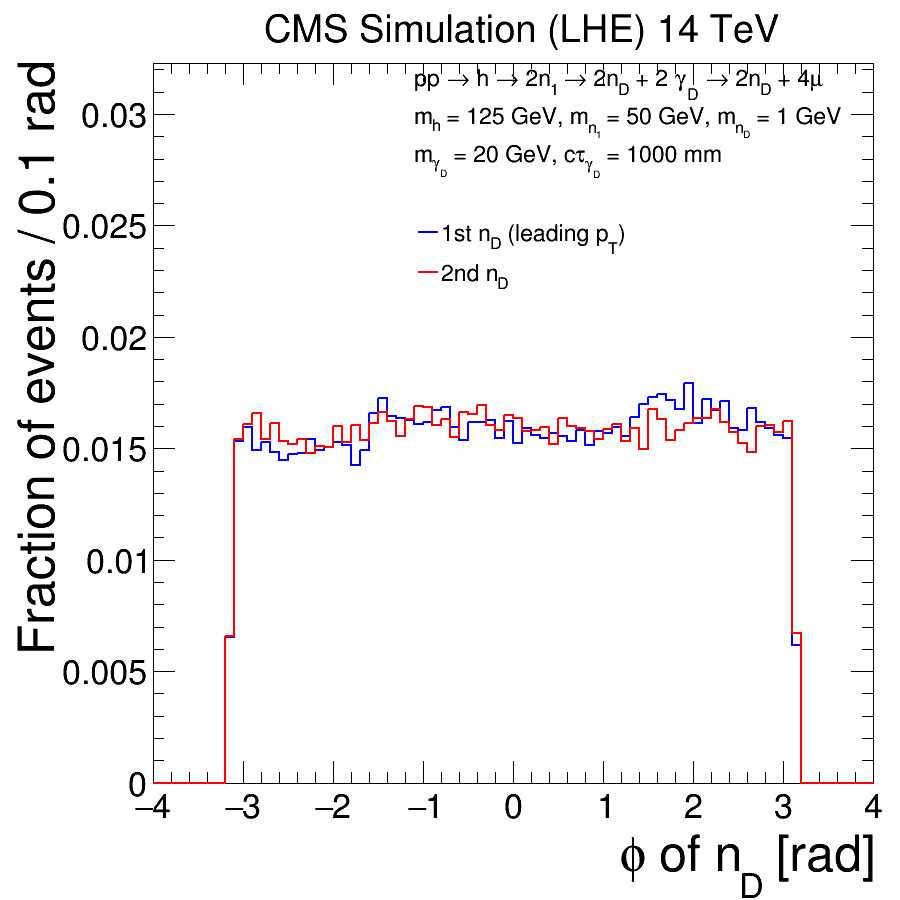 CMS Simulation (LHE) 14 TeV
pp → h → 2n1 → 2nD + 2 γD → 2nD + 4μ
mh = 125 GeV, mn1 = 50 GeV, mnD = 1 GeV
mγD = 20 GeV, cτγD = 1000 mm
1st nD (leading pT)
2nd nD
Fraction of events / 0.1 rad
0.03
0.025
0.02
0.015
0.01
0.005
0
−4 −3 −2 −1 0 1 2 3 4
ϕ of nD [rad]